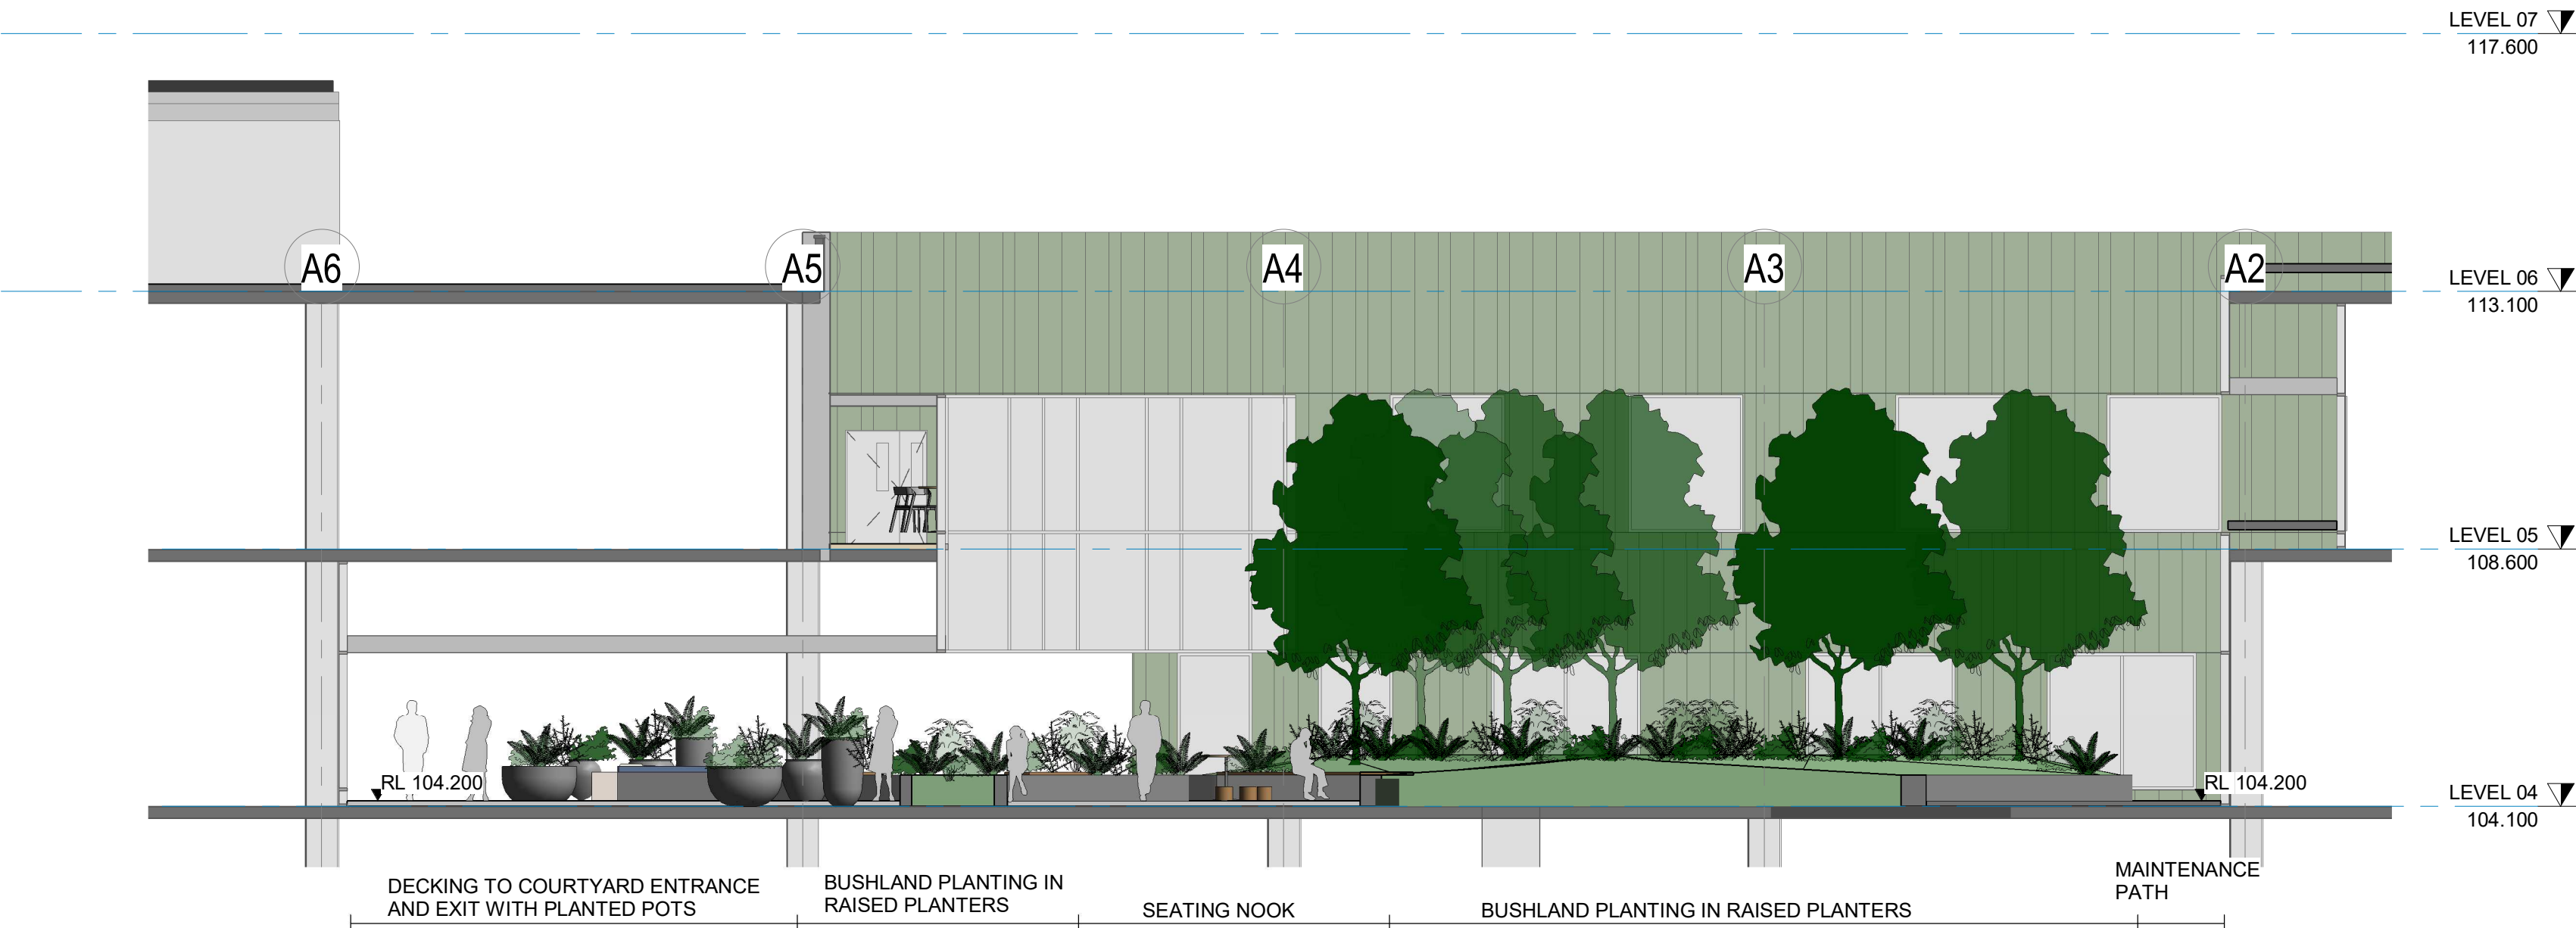 LEVEL 07
117.600
A6
A5
A4
A3
A2
LEVEL 06
113.100
LEVEL 05
108.600
RL 104.200
RL 104.200
LEVEL 04
104.100
DECKING TO COURTYARD ENTRANCE
AND EXIT WITH PLANTED POTS
BUSHLAND PLANTING IN
RAISED PLANTERS
SEATING NOOK
BUSHLAND PLANTING IN RAISED PLANTERS
MAINTENANCE
PATH